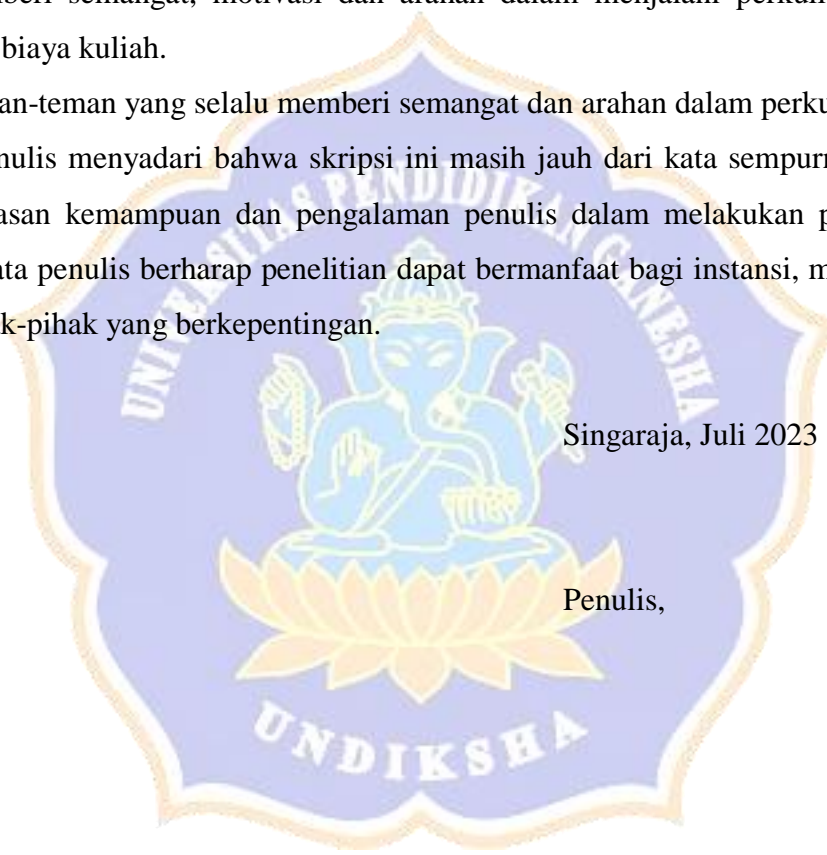 beri semangat, motivasi dan arahan dalam menjalani
biaya kuliah.
an-teman yang selalu memberi semangat dan arahan dalam perku
nulis menyadari bahwa skripsi ini masih jauh dari kata sempurn
asan kemampuan dan pengalaman penulis dalam melakukan p
ata penulis berharap penelitian dapat bermanfaat bagi instansi, m
k-pihak yang berkepentingan.
UNIVERSITAS PENDIDIKAN GANESHA
Singaraja, Juli 2023
Penulis,
UNDIKSHA